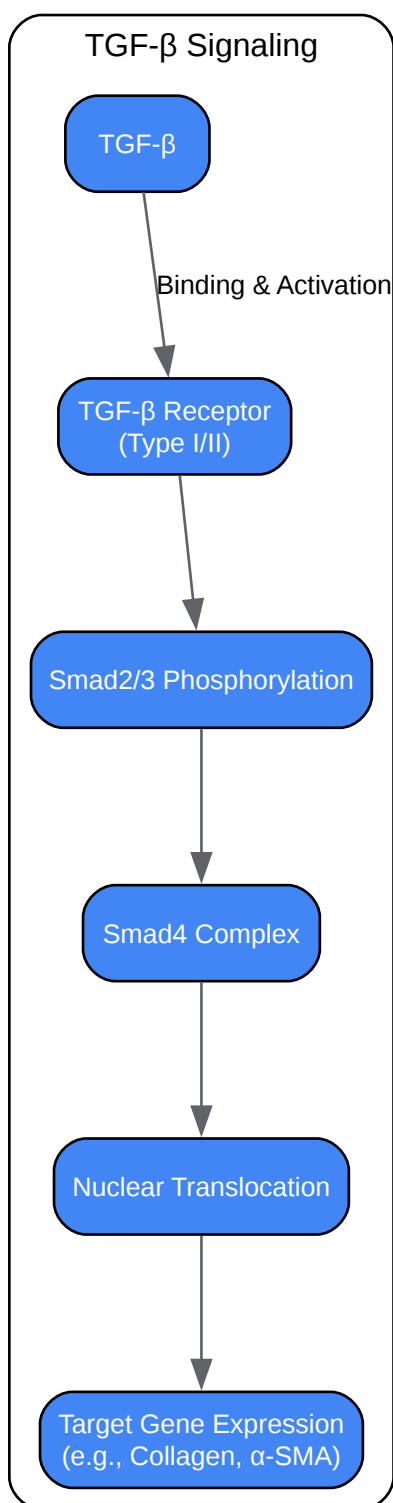 TGF-β Signaling
TGF-β
Binding & Activation
TGF-β Receptor
(Type I/II)
Smad2/3 Phosphorylation
Smad4 Complex
Nuclear Translocation
Target Gene Expression
(e.g., Collagen, α-SMA)